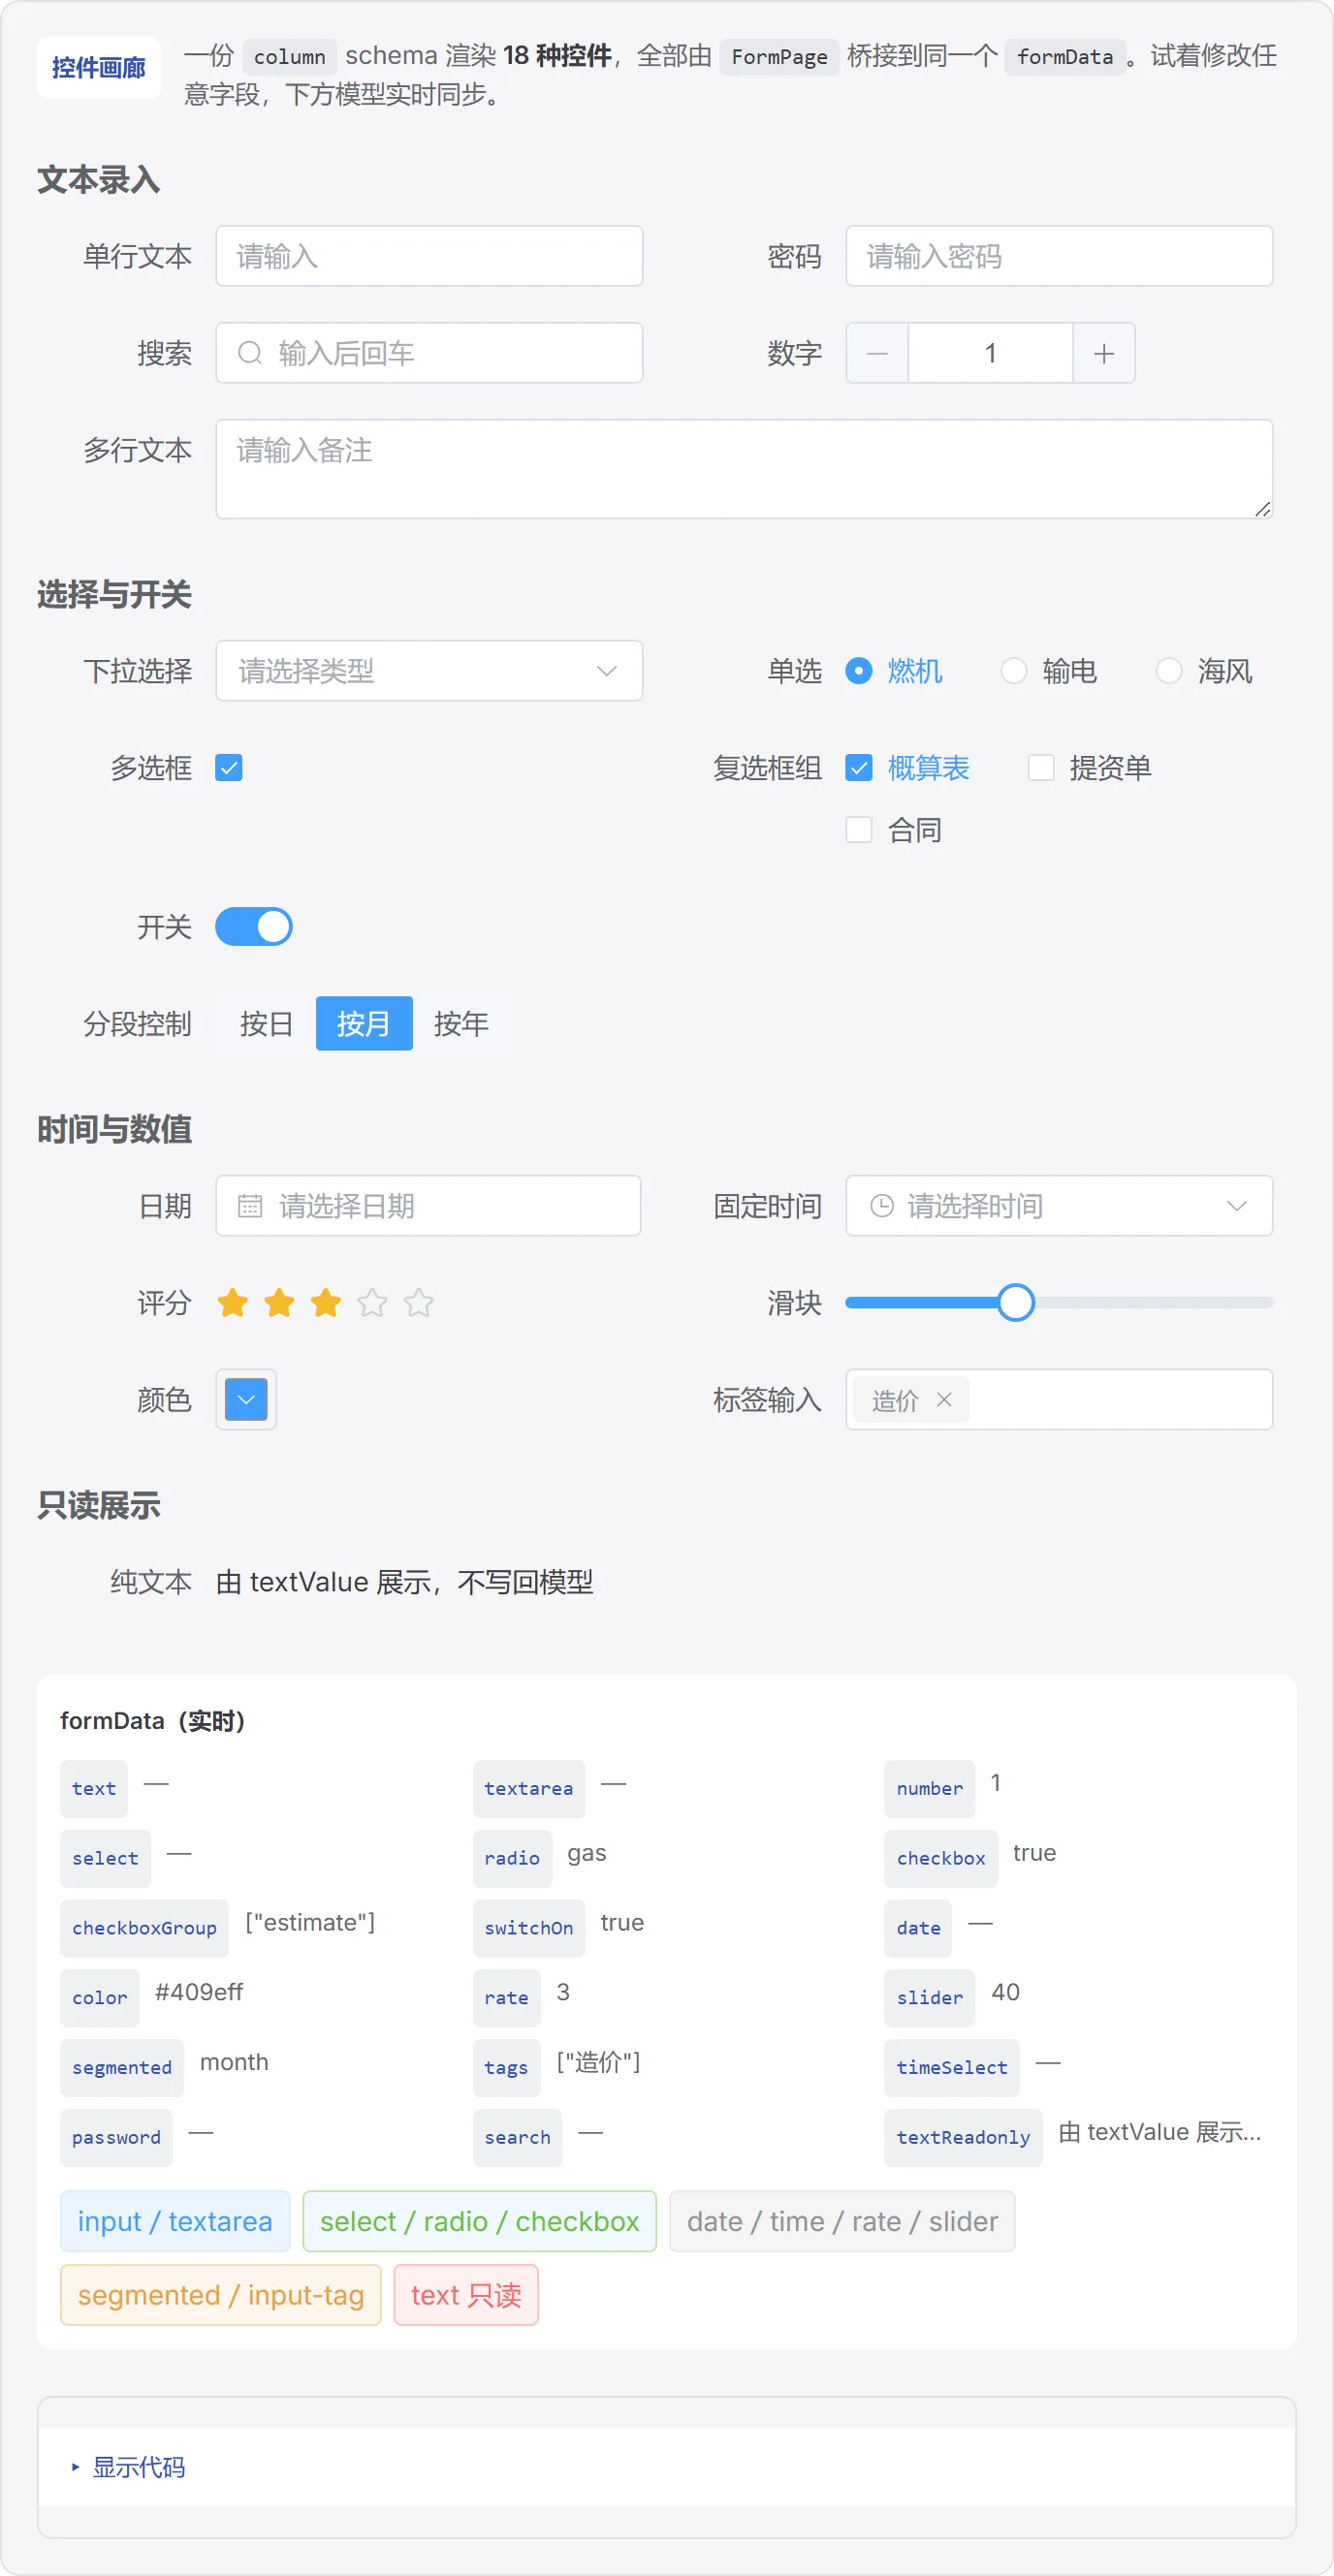 控件画廊
一份 column schema 渲染 18 种控件，全部由 FormPage 桥接到同一个 formData 。试着修改任
意字段，下方模型实时同步。
文本录入
单行文本 请输入 密码 请输入密码
搜索 输入后回车 数字 1
多行文本 请输入备注
选择与开关
下拉选择 请选择类型 单选 燃机 输电 海风
多选框 复选框组 概算表 提资单
合同
开关
分段控制 按日 按月 按年
时间与数值
日期 请选择日期 固定时间 请选择时间
评分 滑块
颜色 标签输入 造价
只读展示
纯文本 由 textValue 展示，不写回模型
formData（实时）
text — textarea — number 1
select — radio gas checkbox true
checkboxGroup ["estimate"] switchOn true date —
color #409eff rate 3 slider 40
segmented month tags ["造价"] timeSelect —
password — search — textReadonly 由 textValue 展示...
input / textarea select / radio / checkbox date / time / rate / slider
segmented / input-tag text 只读
显示代码